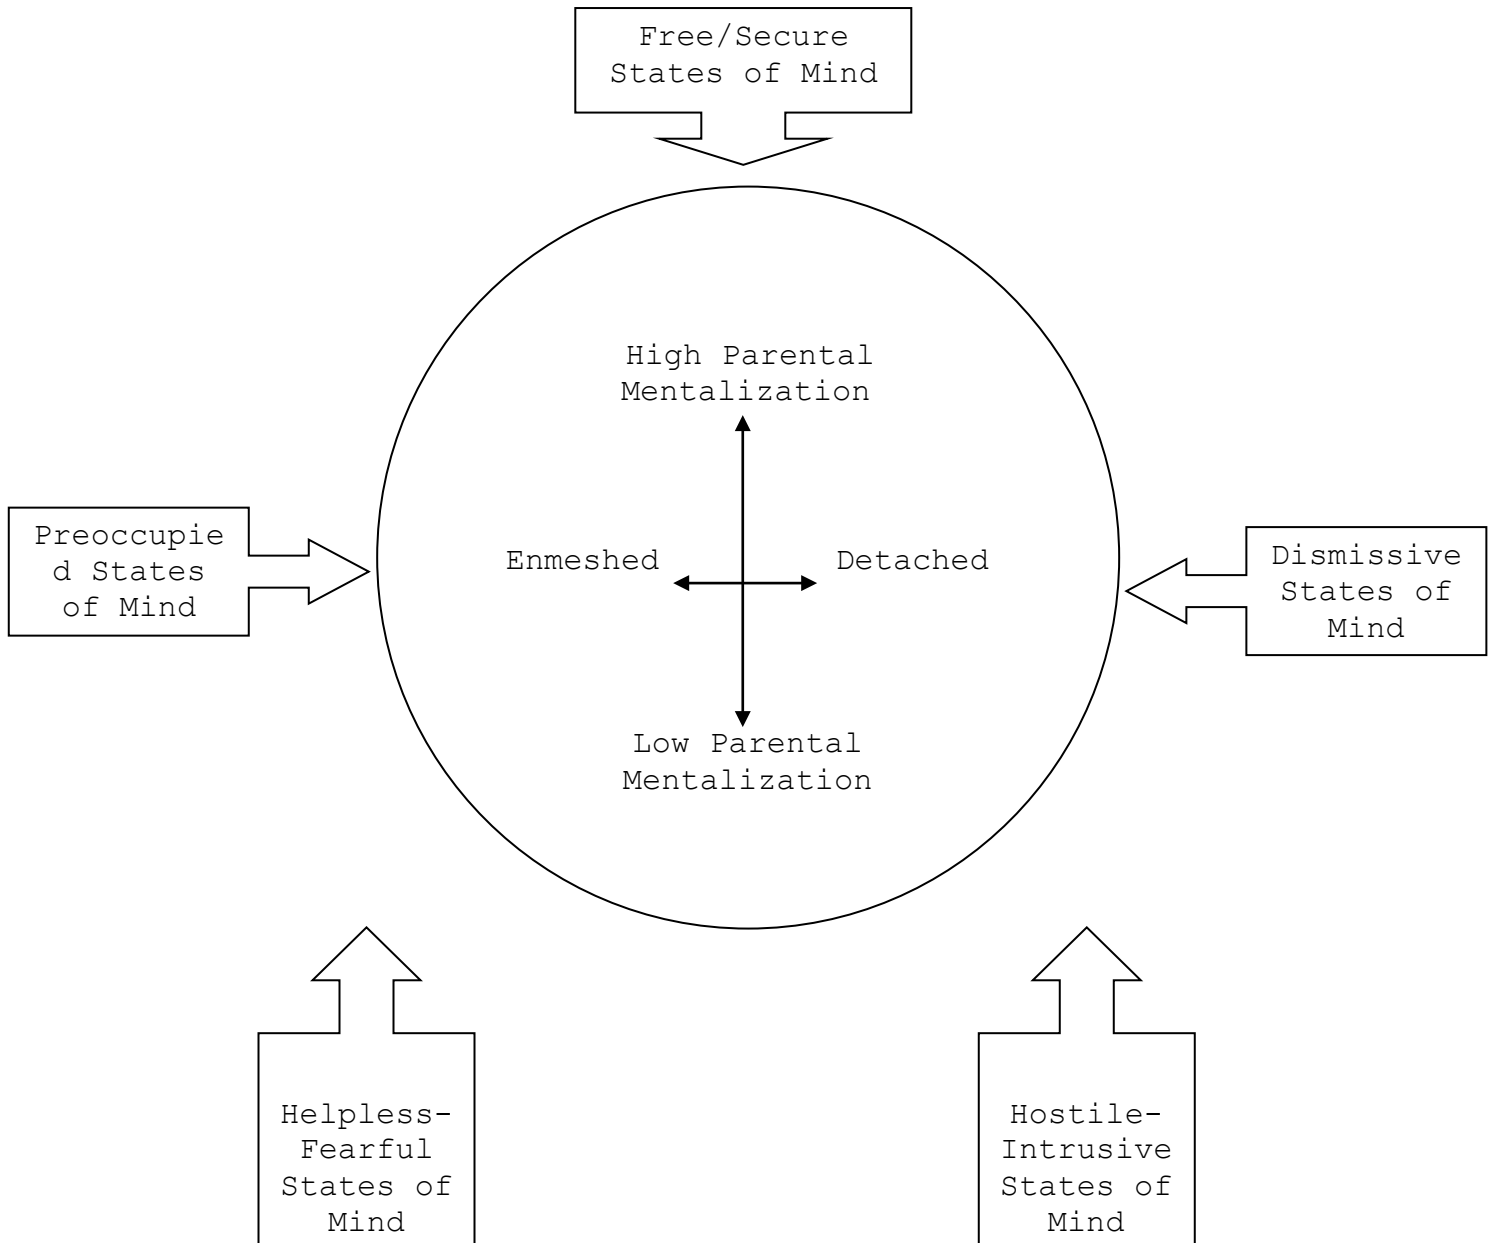 Free/Secure
States of Mind
High Parental
Mentalization
Preoccupie
d States
of Mind
Enmeshed
Detached
Dismissive
States of
Mind
Low Parental
Mentalization
Helpless-
Fearful
States of
Mind
Hostile-
Intrusive
States of
Mind